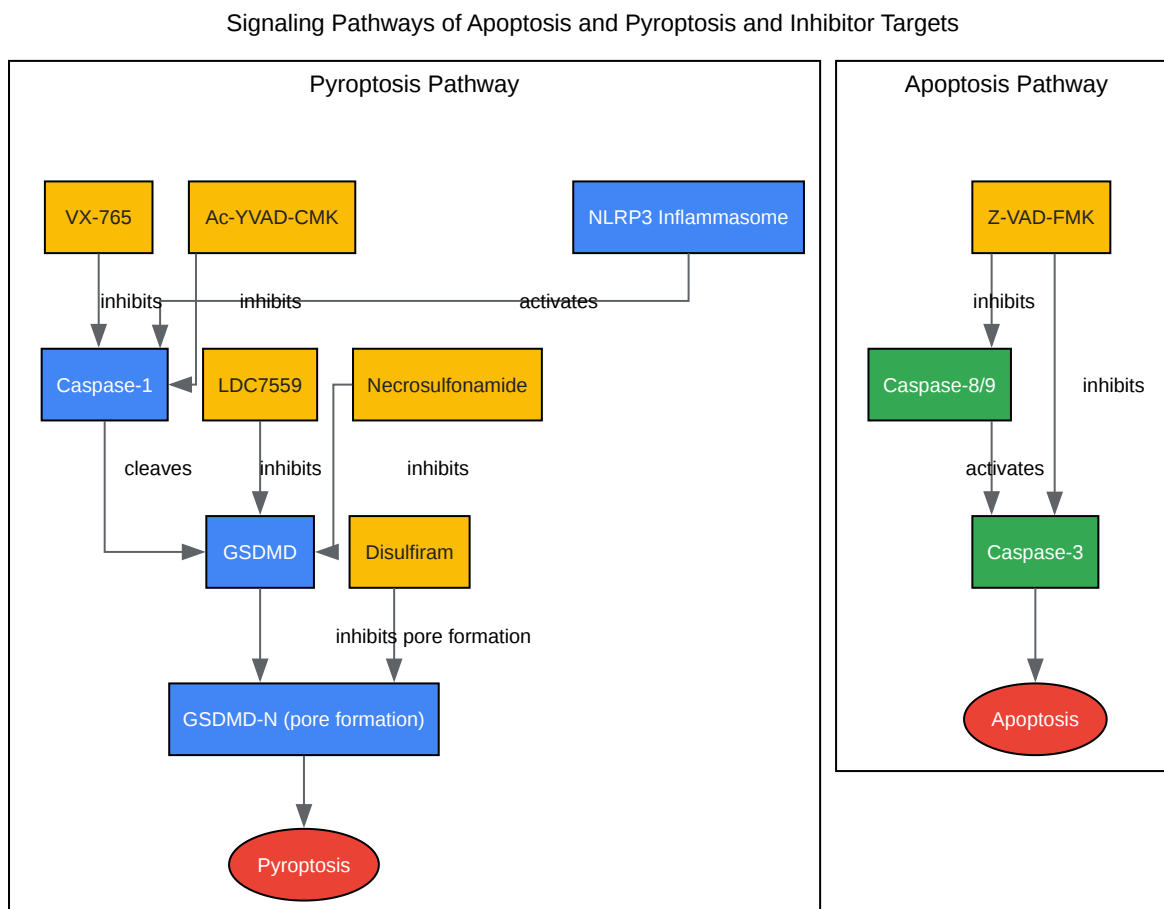 Signaling Pathways of Apoptosis and Pyroptosis and Inhibitor Targets
Pyroptosis Pathway
VX-765
Ac-YVAD-CMK
NLRP3 Inflammasome
inhibits
inhibits
activates
Caspase-1
LDC7559
Necrosulfonamide
cleaves
inhibits
inhibits
GSDMD
Disulfiram
inhibits pore formation
GSDMD-N (pore formation)
Pyroptosis
Apoptosis Pathway
Z-VAD-FMK
inhibits
Caspase-8/9
inhibits
activates
Caspase-3
Apoptosis